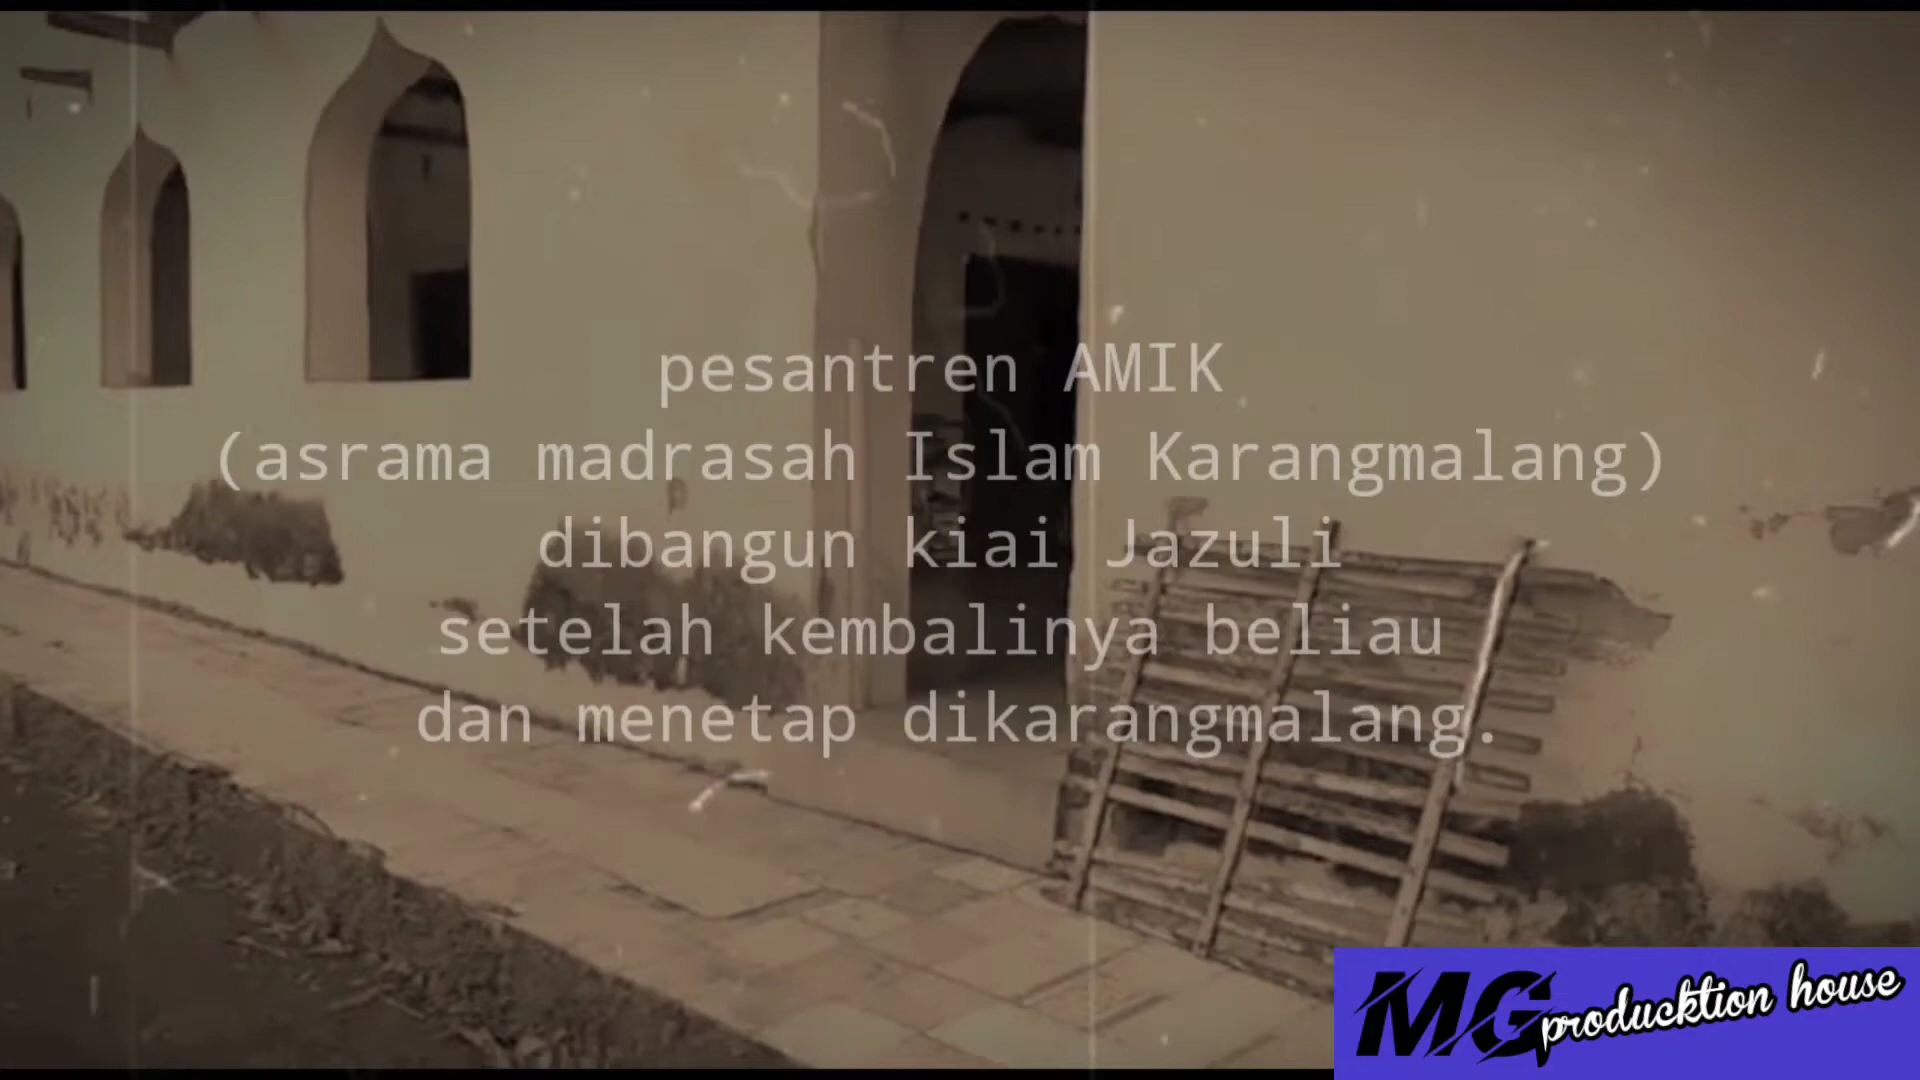 pesantren AMIK
(asrama madrasah Islam Karangmalang)
dibangun kiai Jazuli
setelah kembalinya beliau
dan menetap dikarangmalang.
MG producktion house